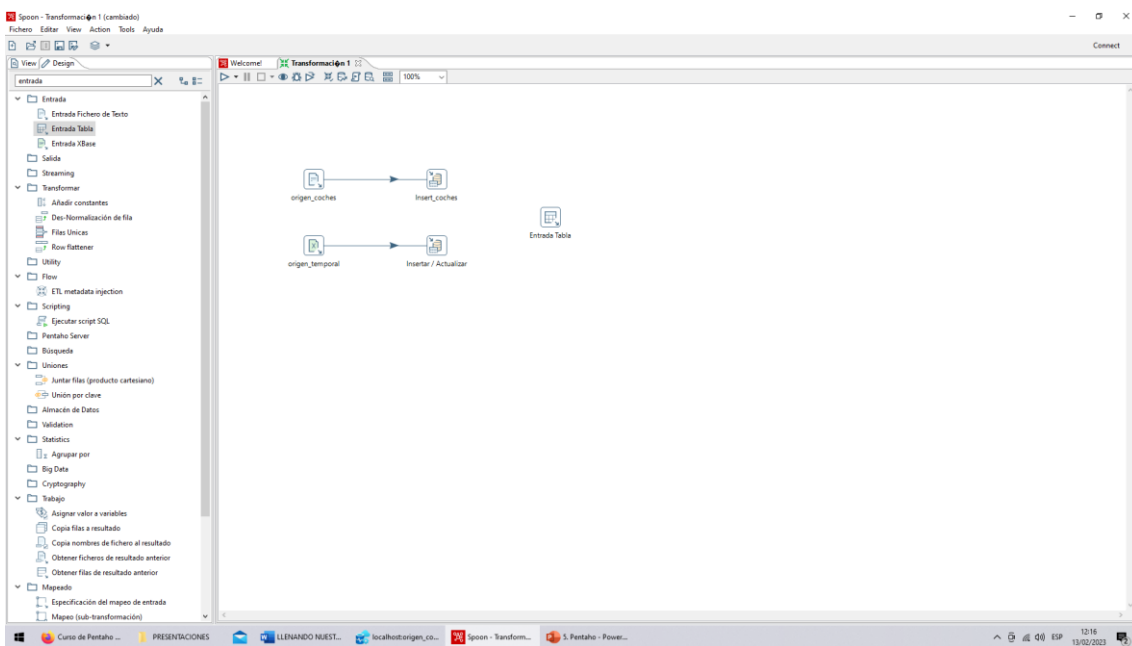 Spoon - Transformaci�n 1 (cambiado)
Fichero Editar View Action Tools Ayuda
Connect
View Design
entrada
Entrada
Entrada Fichero de Texto
Entrada Tabla
Entrada XBase
Salida
Streaming
Transformar
Añadir constantes
Des-Normalización de fila
Filas Unicas
Row flattener
Utility
Flow
ETL metadata injection
Scripting
Ejecutar script SQL
Pentaho Server
Búsqueda
Uniones
Juntar filas (producto cartesiano)
Unión por clave
Almacén de Datos
Validation
Statistics
Agrupar por
Big Data
Cryptography
Trabajo
Asignar valor a variables
Copia filas a resultado
Copia nombres de fichero al resultado
Obtener ficheros de resultado anterior
Obtener filas de resultado anterior
Mapeado
Especificación del mapeo de entrada
Mapeo (sub-transformación)
Welcome! Transformaci�n 1
100%
origen_coches Insert_coches
Entrada Tabla
origen_temporal Insertar / Actualizar
Curso de Pentaho ... PRESENTACIONES LLENANDO NUEST... localhost:origen_co... Spoon - Transform... 5. Pentaho - Power... ESP 12:16
13/02/2023